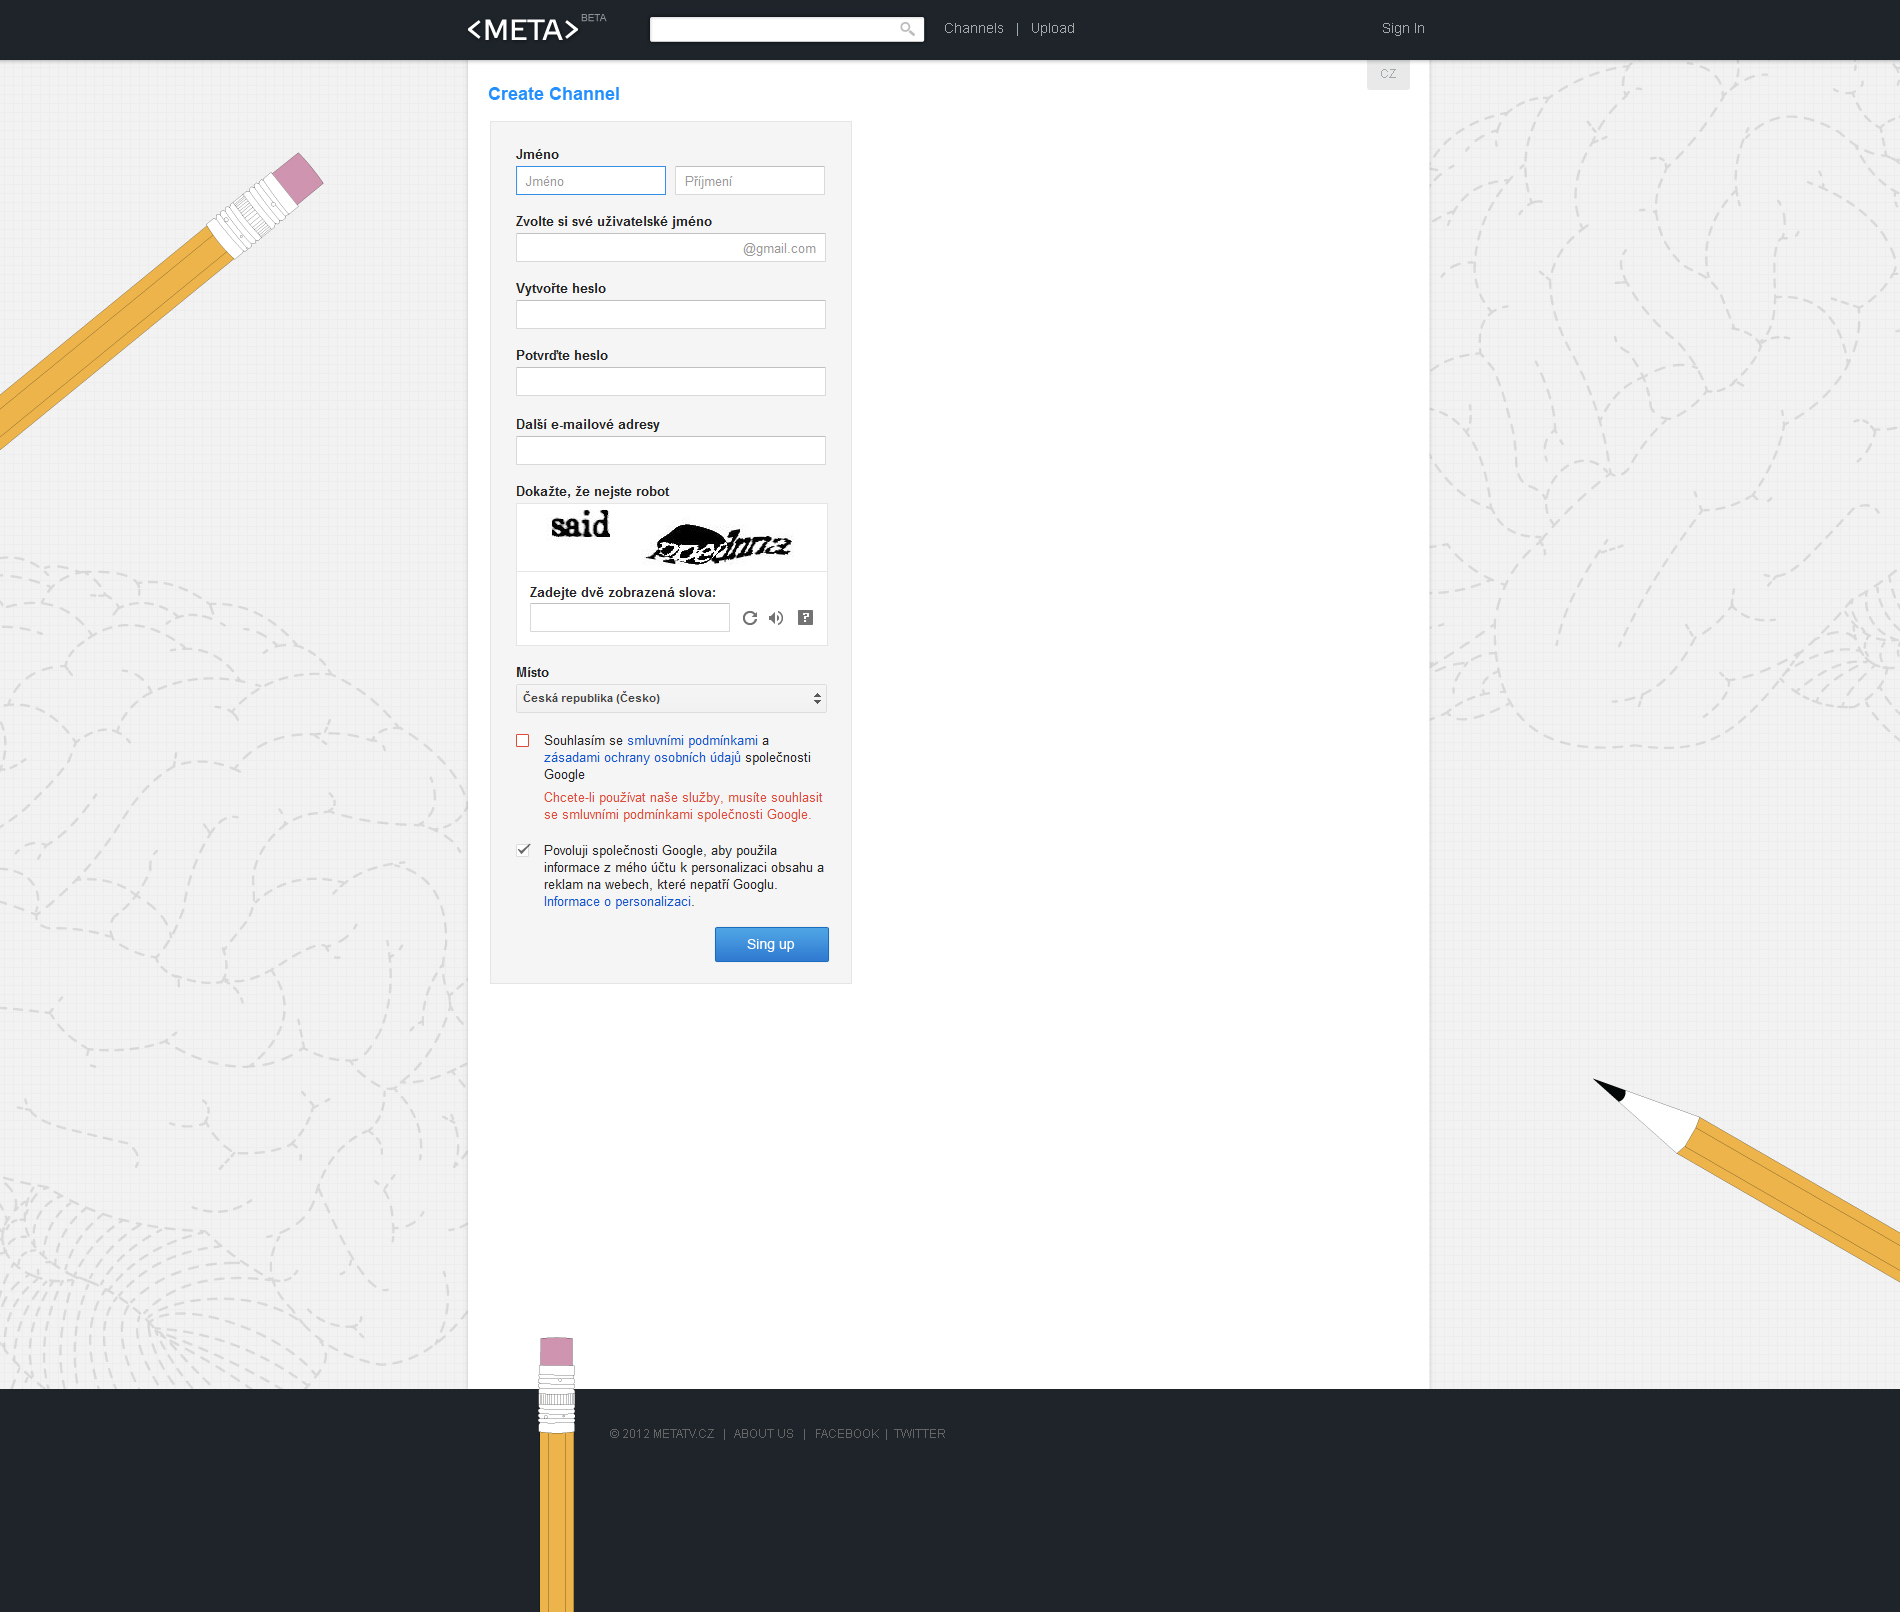 <META> BETA
Channels | Upload
Sign In
CZ
Create Channel
Jméno
Jméno
Příjmení
Zvolte si své uživatelské jméno
@gmail.com
Vytvořte heslo
Potvrďte heslo
Další e-mailové adresy
Dokažte, že nejste robot
said
Zadejte dvě zobrazená slova:
?
Místo
Česká republika (Česko)
Souhlasím se smluvními podmínkami a
zásadami ochrany osobních údajů společnosti
Google
Chcete-li používat naše služby, musíte souhlasit
se smluvními podmínkami společnosti Google.
Povoluji společnosti Google, aby použila
informace z mého účtu k personalizaci obsahu a
reklam na webech, které nepatří Googlu.
Informace o personalizaci.
Sing up
© 2012 METATV.CZ | ABOUT US | FACEBOOK | TWITTER